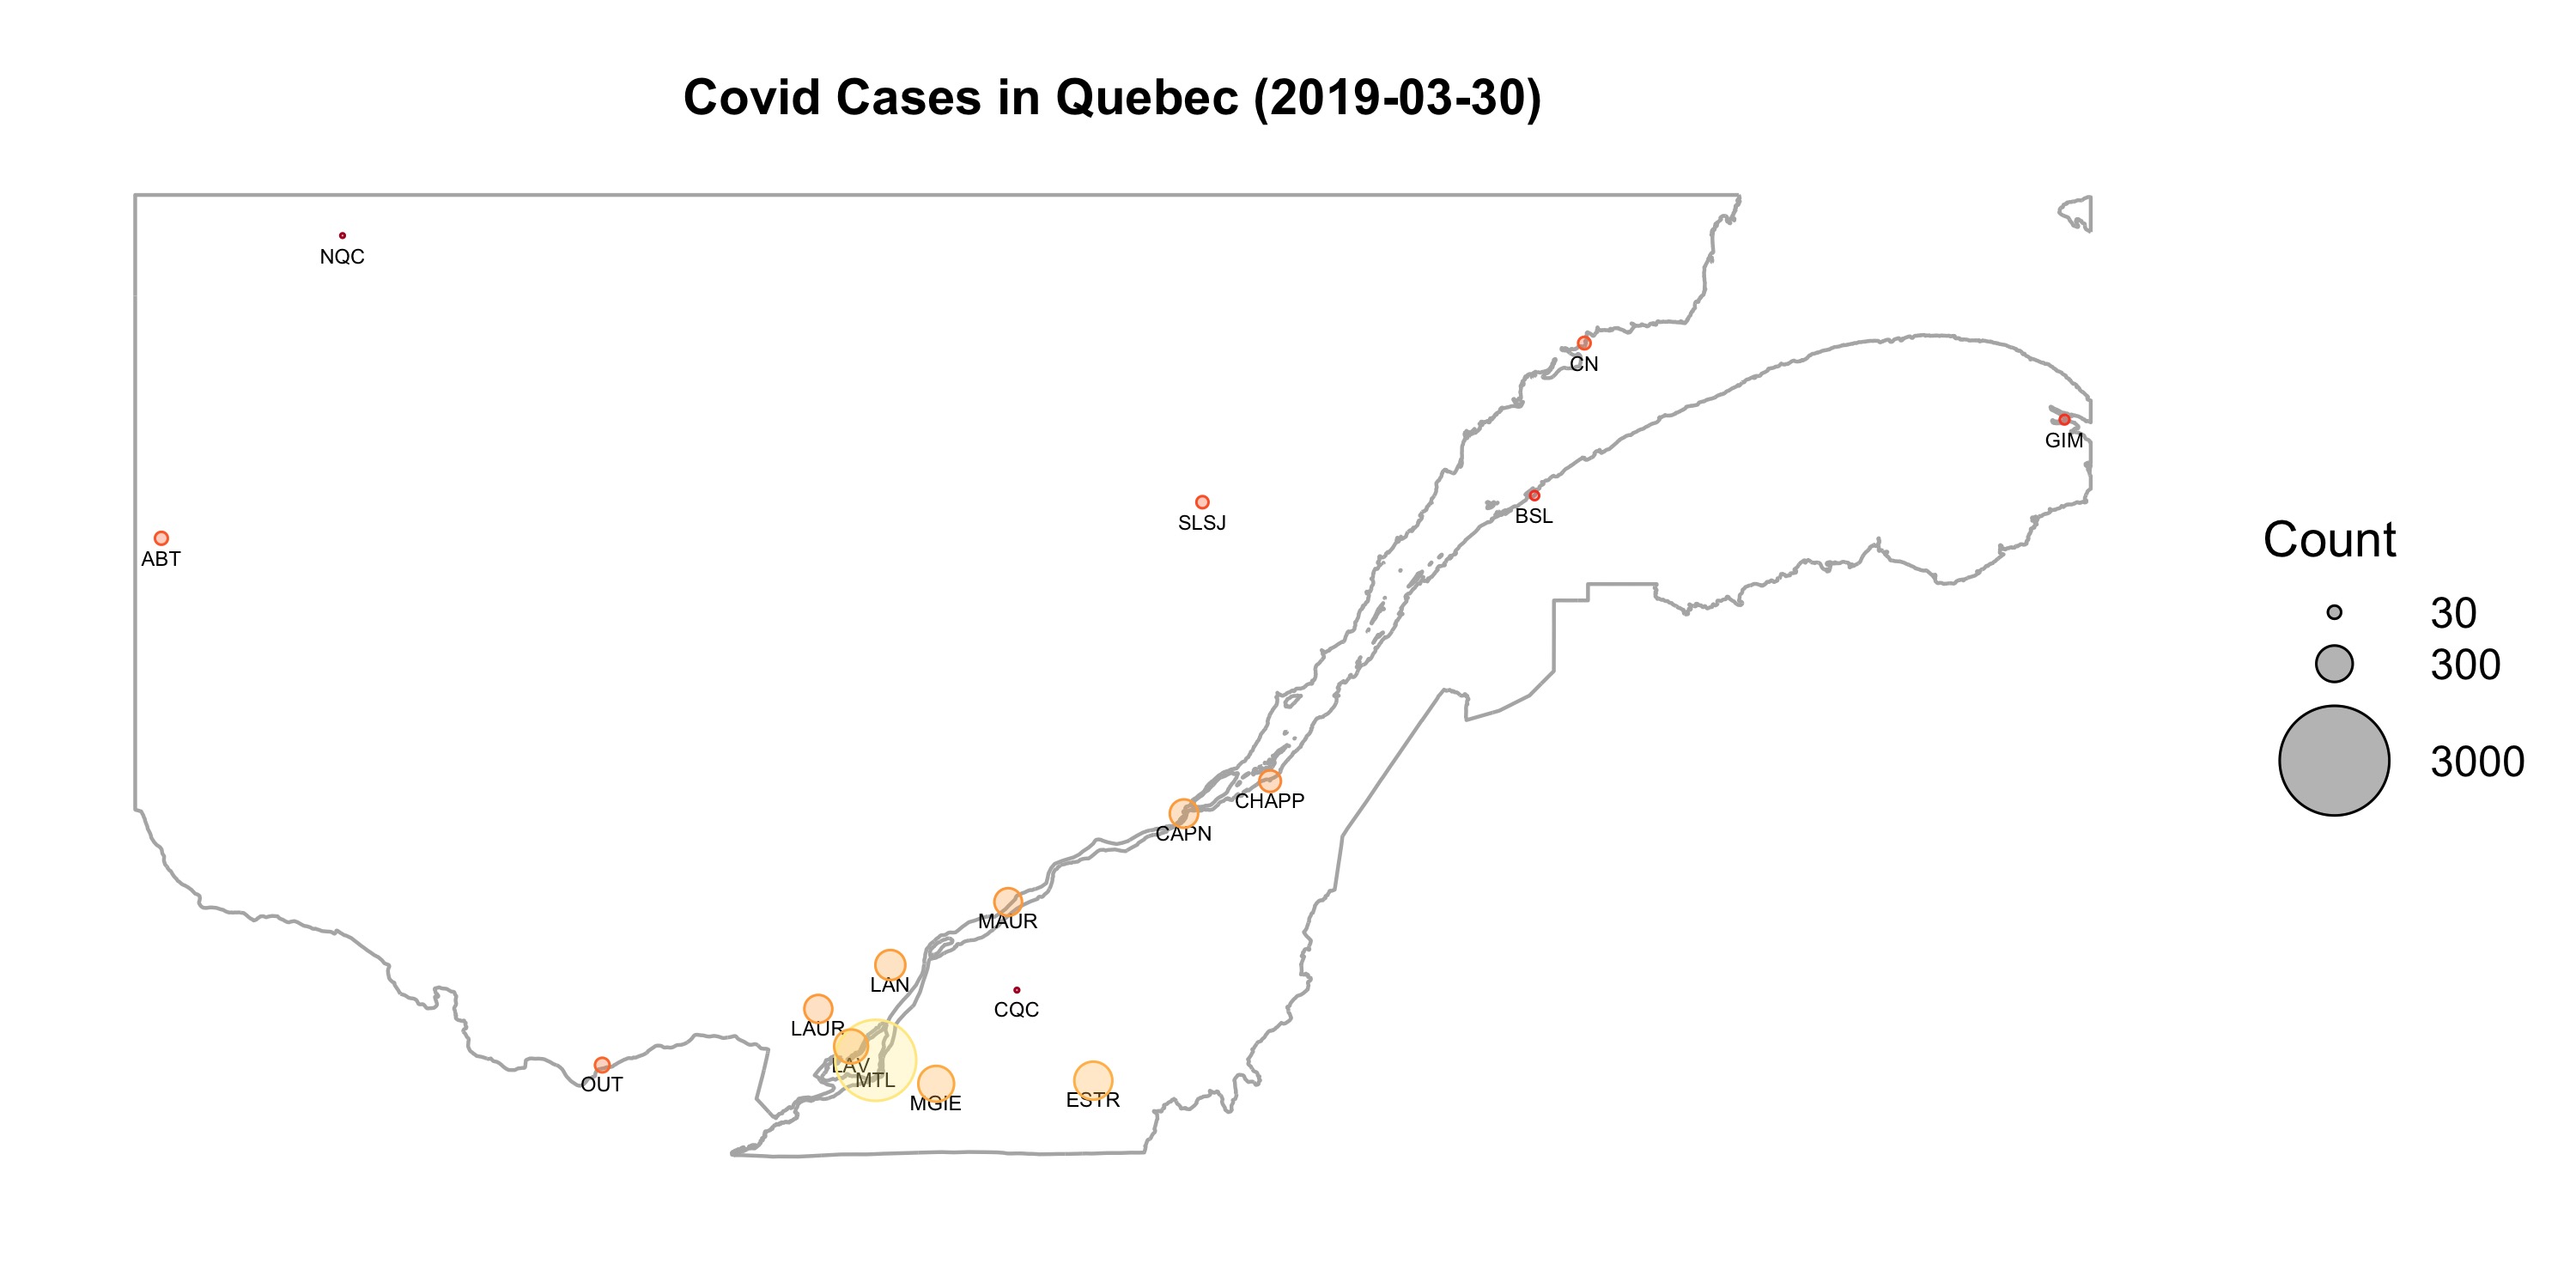 Covid Cases in Quebec (2019-03-30)
NQC
CN
GIM
BSL
SLSJ
ABT
Count
30
300
3000
CHAPP
CAPN
MAUR
LAN
CQC
LAUR
LAV
MTL
OUT
MGIE
ESTR